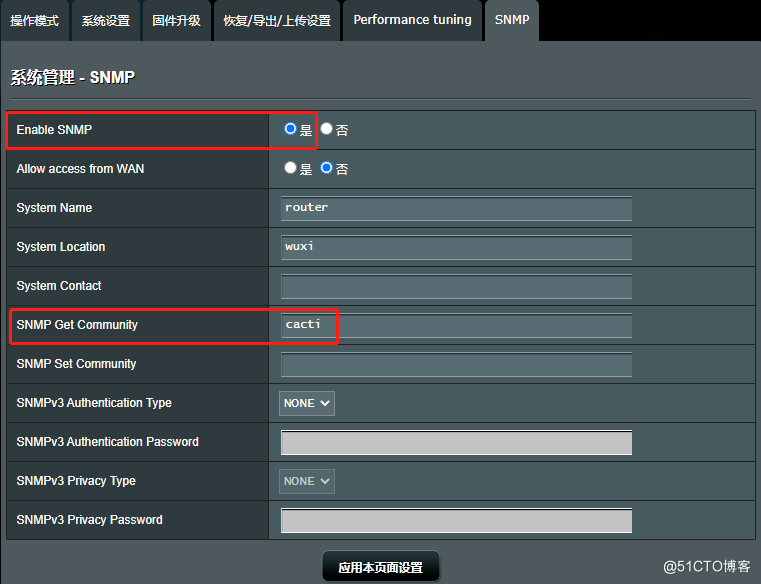 操作模式 系统设置 固件升级 恢复/导出/上传设置 Performance tuning SNMP
系统管理 - SNMP
Enable SNMP 是 否
Allow access from WAN 是 否
System Name router
System Location wuxi
System Contact
SNMP Get Community cacti
SNMP Set Community
SNMPv3 Authentication Type NONE
SNMPv3 Authentication Password
SNMPv3 Privacy Type NONE
SNMPv3 Privacy Password
应用本页面设置
@51CTO博客